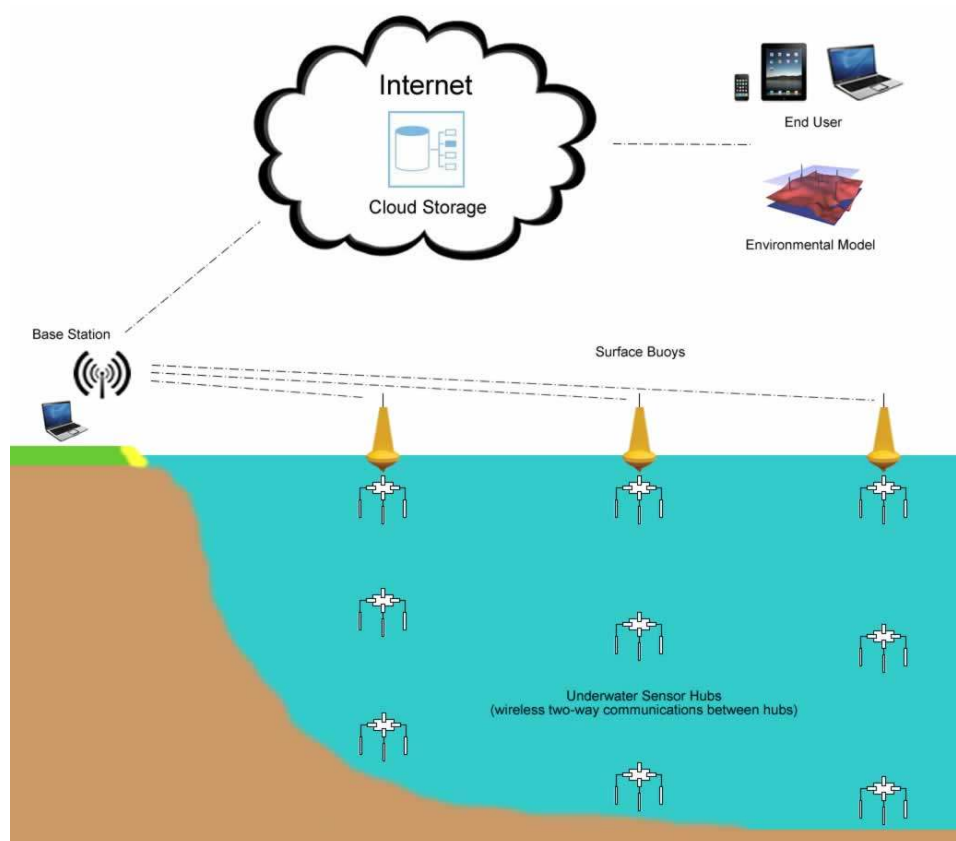 Internet
Cloud Storage
End User
Environmental Model
Base Station
Surface Buoys
Underwater Sensor Hubs
(wireless two-way communications between hubs)